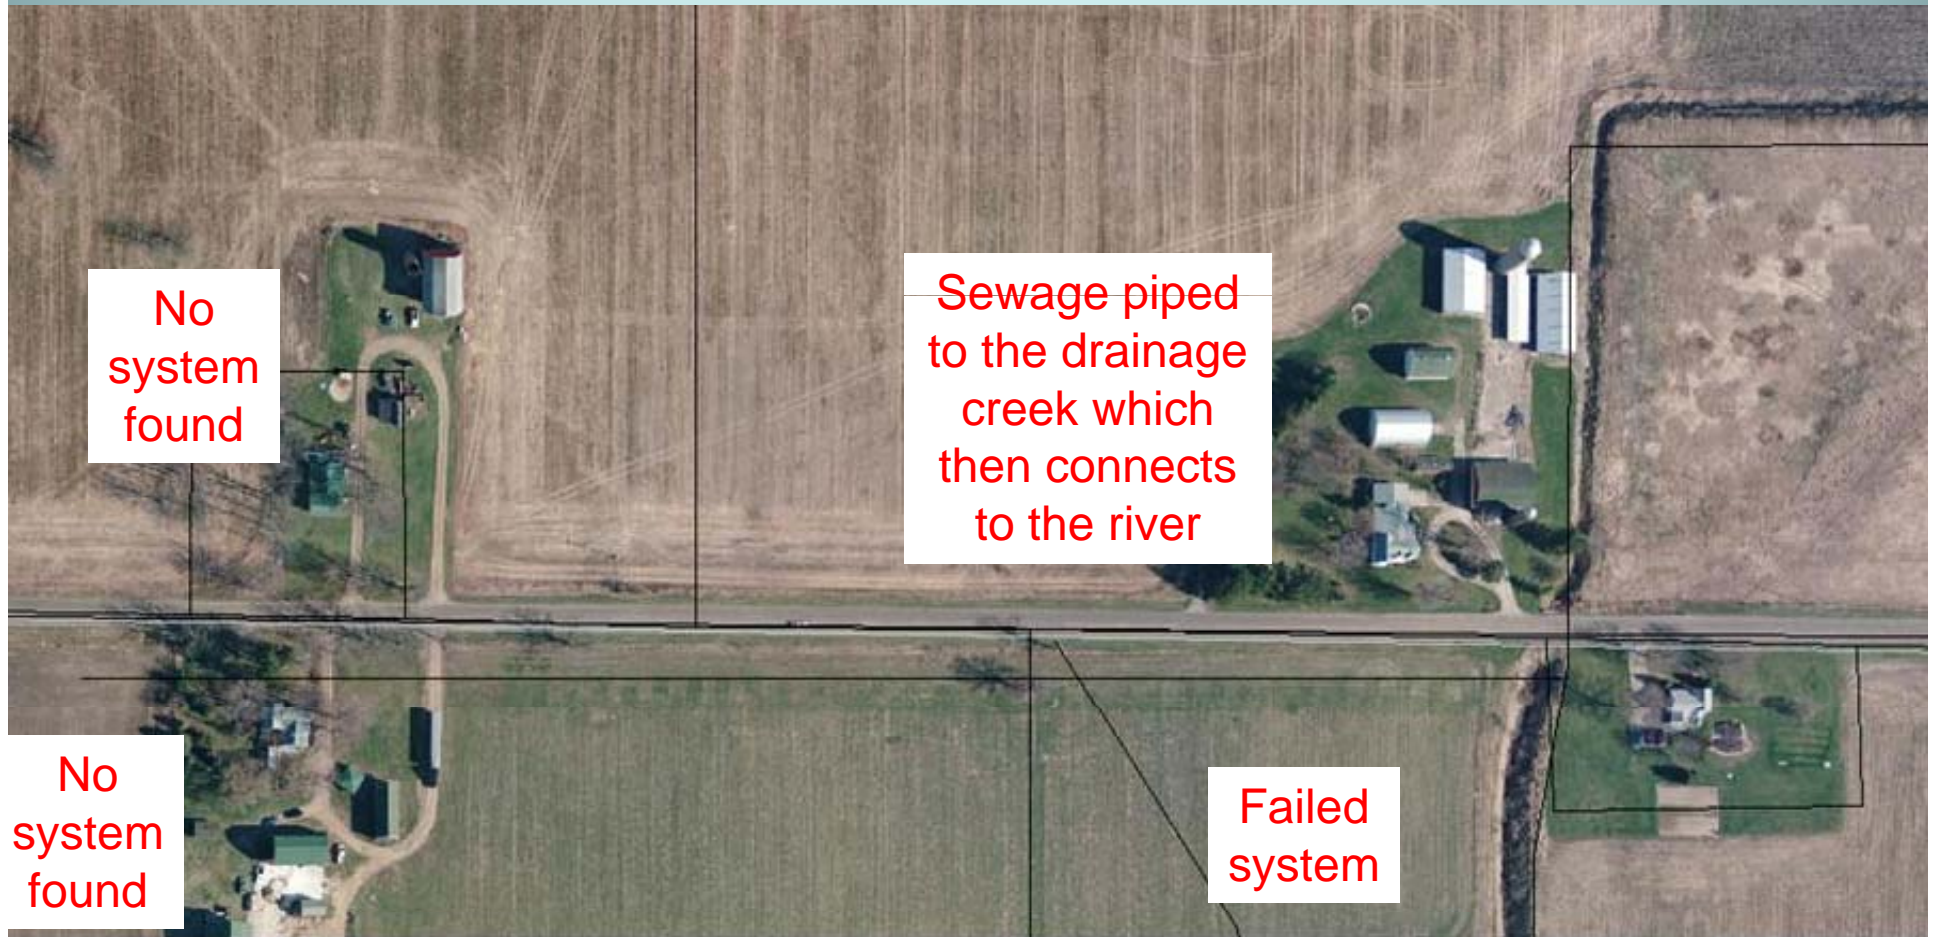 No
system
found
Sewage piped
to the drainage
creek which
then connects
to the river
No
system
found
Failed
system